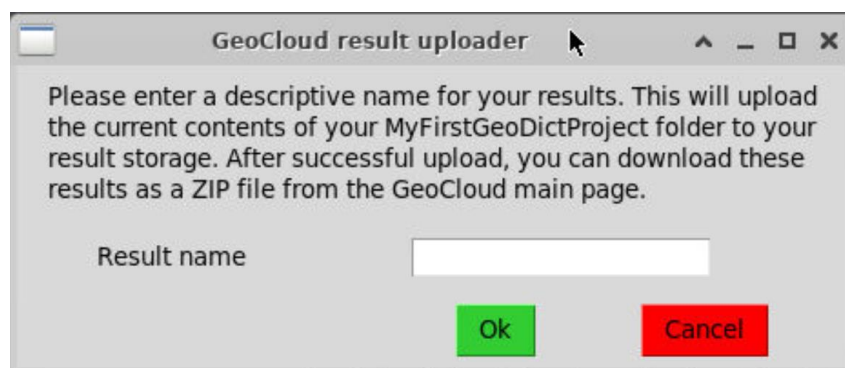 GeoCloud result uploader
Please enter a descriptive name for your results. This will upload
the current contents of your MyFirstGeoDictProject folder to your
result storage. After successful upload, you can download these
results as a ZIP file from the GeoCloud main page.
Result name
Ok Cancel